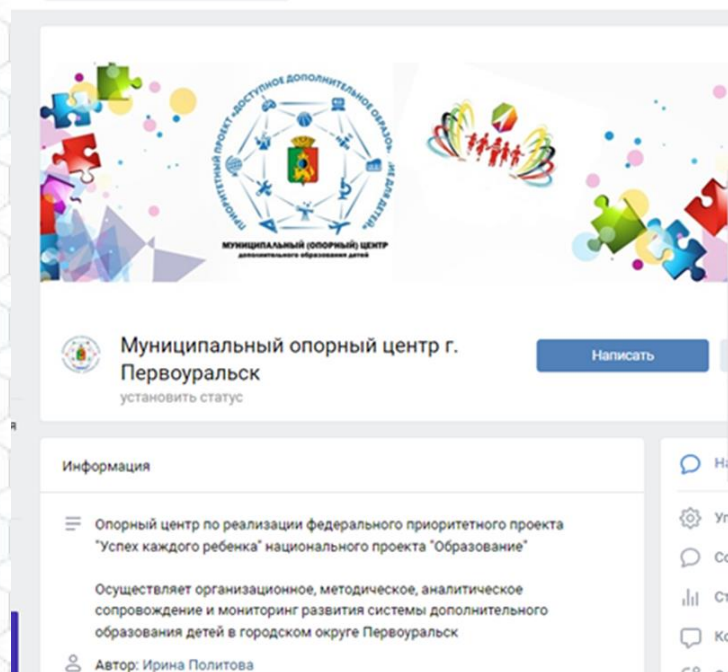 ПРИОРИТЕТНЫЙ ПРОЕКТ «ДОСТУПНОЕ ДОПОЛНИТЕЛЬНОЕ ДЛЯ ДЕТЕЙ»
МУНИЦИПАЛЬНЫЙ (ОПОРНЫЙ) ЦЕНТР
дополнительного образования детей
Муниципальный опорный центр г.
Первоуральск
установить статус
Написать
Информация
Опорный центр по реализации федерального приоритетного проекта
"Успех каждого ребенка" национального проекта "Образование"
Осуществляет организационное, методическое, аналитическое
сопровождение и мониторинг развития системы дополнительного
образования детей в городском округе Первоуральск
Автор: Ирина Политова